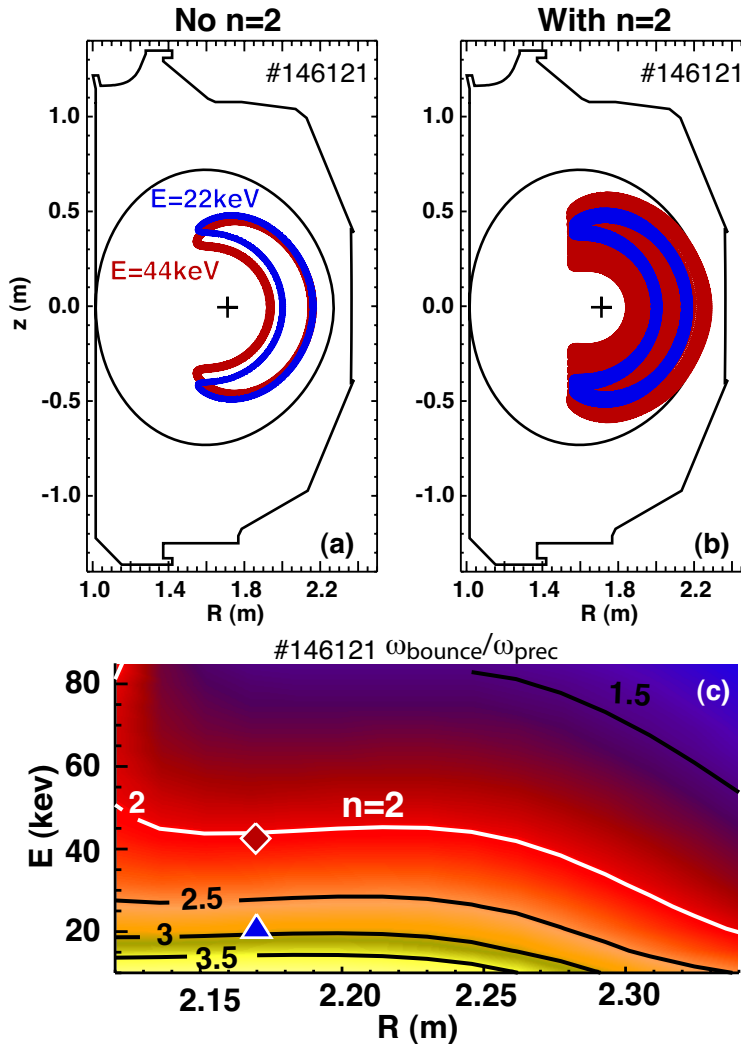 No n=2
With n=2
#146121
#146121
1.0
0.5
0.0
-0.5
-1.0
z (m)
E=22keV
E=44keV
(a)
(b)
1.0 1.4 1.8 2.2
1.0 1.4 1.8 2.2
R (m)
R (m)
#146121 ωbounce/ωprec
(c)
80
60
40
20
E (kev)
1.5
2
n=2
2.5
3
3.5
2.15 2.20 2.25 2.30
R (m)